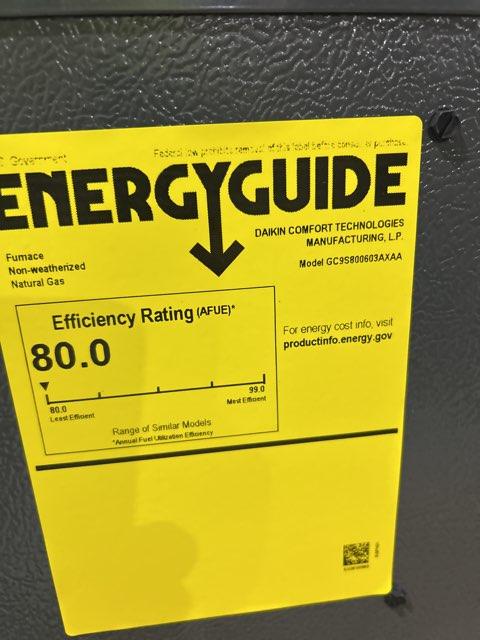 Government
Federal law prohibits removal of this label before consumer purchase.
ENERGYGUIDE
Furnace
Non-weatherized
Natural Gas
DAIKIN COMFORT TECHNOLOGIES
MANUFACTURING, L.P.
Model GC9S800603AXAA
Efficiency Rating (AFUE)*
80.0
80.0
Least Efficient
99.0
Most Efficient
Range of Similar Models
*Annual Fuel Utilization Efficiency
For energy cost info, visit
productinfo.energy.gov